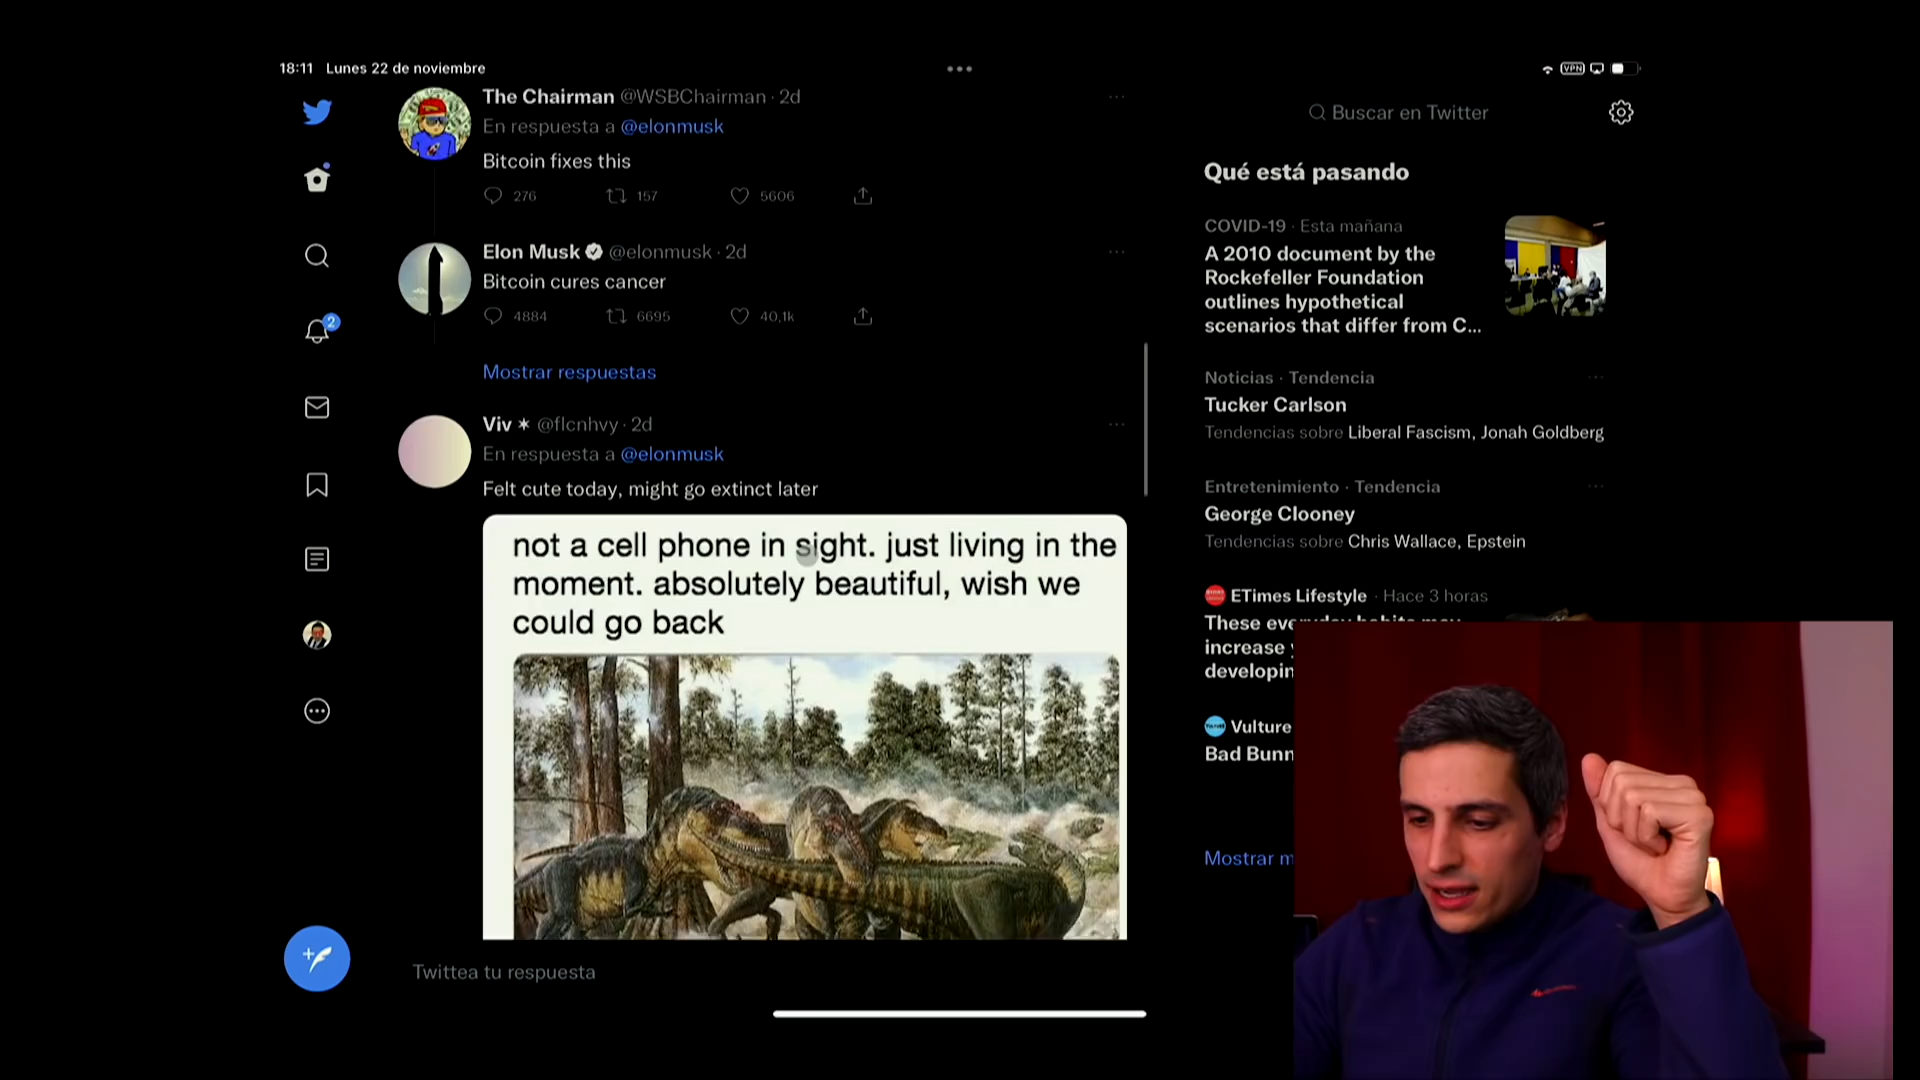 18:11 Lunes 22 de noviembre
VPN
The Chairman @WSBChairman · 2d
En respuesta a @elonmusk
Bitcoin fixes this
276 157 5606
Elon Musk @elonmusk · 2d
Bitcoin cures cancer
4884 6695 40,1k
Mostrar respuestas
Viv ✶ @flcnhvy · 2d
En respuesta a @elonmusk
Felt cute today, might go extinct later
not a cell phone in sight. just living in the
moment. absolutely beautiful, wish we
could go back
Twittea tu respuesta
2
Buscar en Twitter
Qué está pasando
COVID-19 · Esta mañana
A 2010 document by the
Rockefeller Foundation
outlines hypothetical
scenarios that differ from C...
Noticias · Tendencia
Tucker Carlson
Tendencias sobre Liberal Fascism, Jonah Goldberg
Entretenimiento · Tendencia
George Clooney
Tendencias sobre Chris Wallace, Epstein
ETimes Lifestyle · Hace 3 horas
These everyday habits may
increase
developin
Vulture
Bad Bunn
Mostrar m